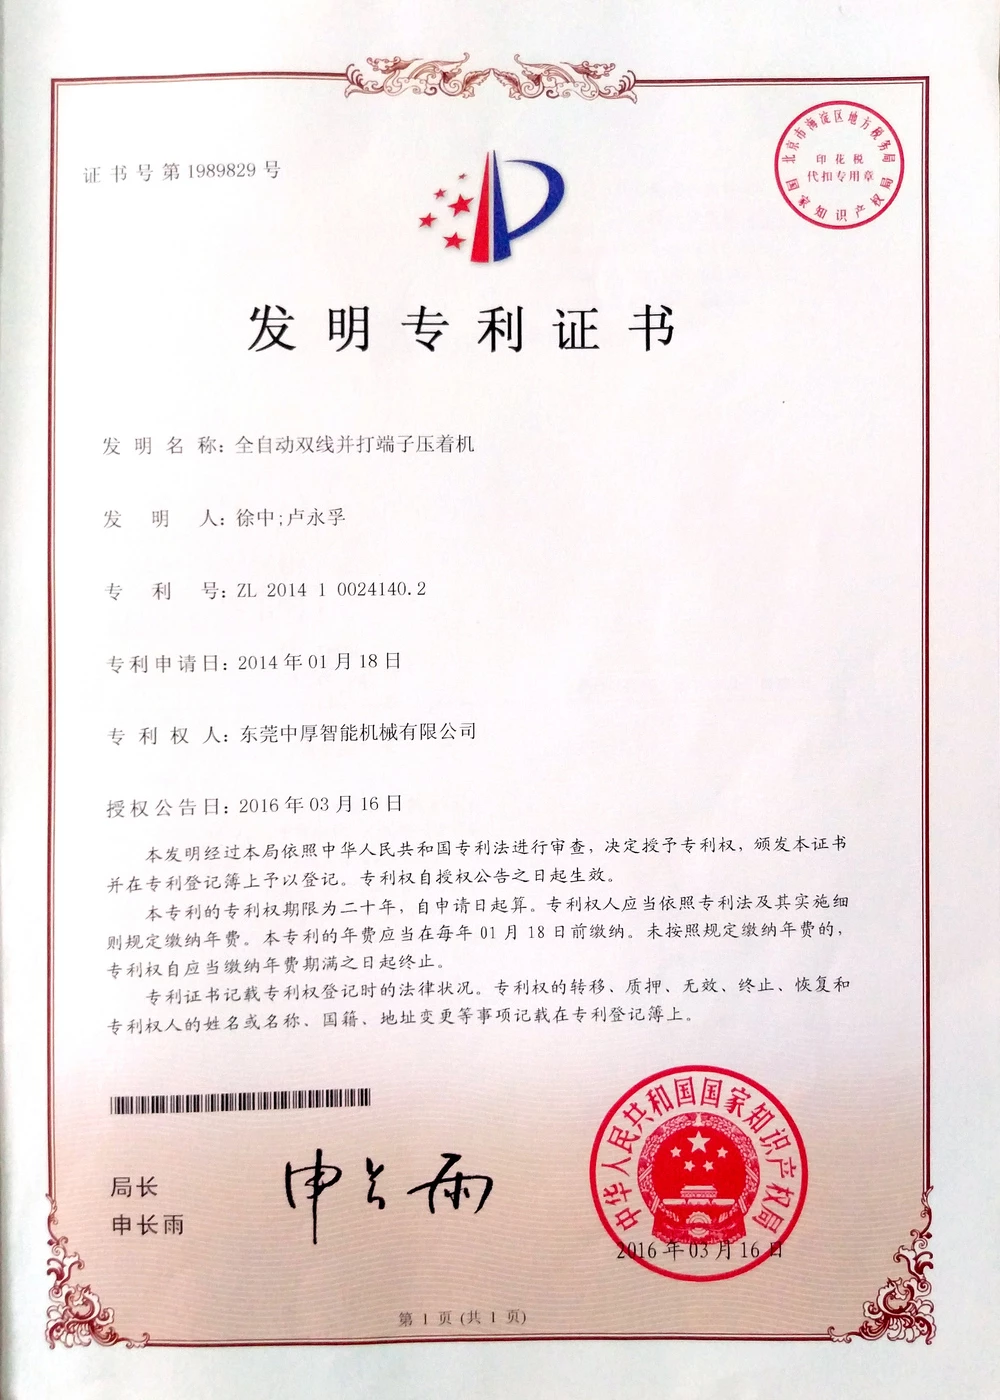 证书号第1989829号
北京市海淀区地方税务局
印花税
代扣专用章
国家知识产权局
发明专利证书
发明名称：全自动双线并打端子压着机
发明人：徐中;卢永孚
专利号：ZL 2014 1 0024140.2
专利申请日：2014年01月18日
专利权人：东莞中厚智能机械有限公司
授权公告日：2016年03月16日
本发明经过本局依照中华人民共和国专利法进行审查，决定授予专利权，颁发本证书
并在专利登记簿上予以登记。专利权自授权公告之日起生效。
本专利的专利权期限为二十年，自申请日起算。专利权人应当依照专利法及其实施细
则规定缴纳年费。本专利的年费应当在每年01月18日前缴纳。未按照规定缴纳年费的，
专利权自应当缴纳年费期满之日起终止。
专利证书记载专利权登记时的法律状况。专利权的转移、质押、无效、终止、恢复和
专利权人的姓名或名称、国籍、地址变更等事项记载在专利登记簿上。
局长
申长雨
申长雨
中华人民共和国国家知识产权局
2016年03月16日
第1页(共1页)